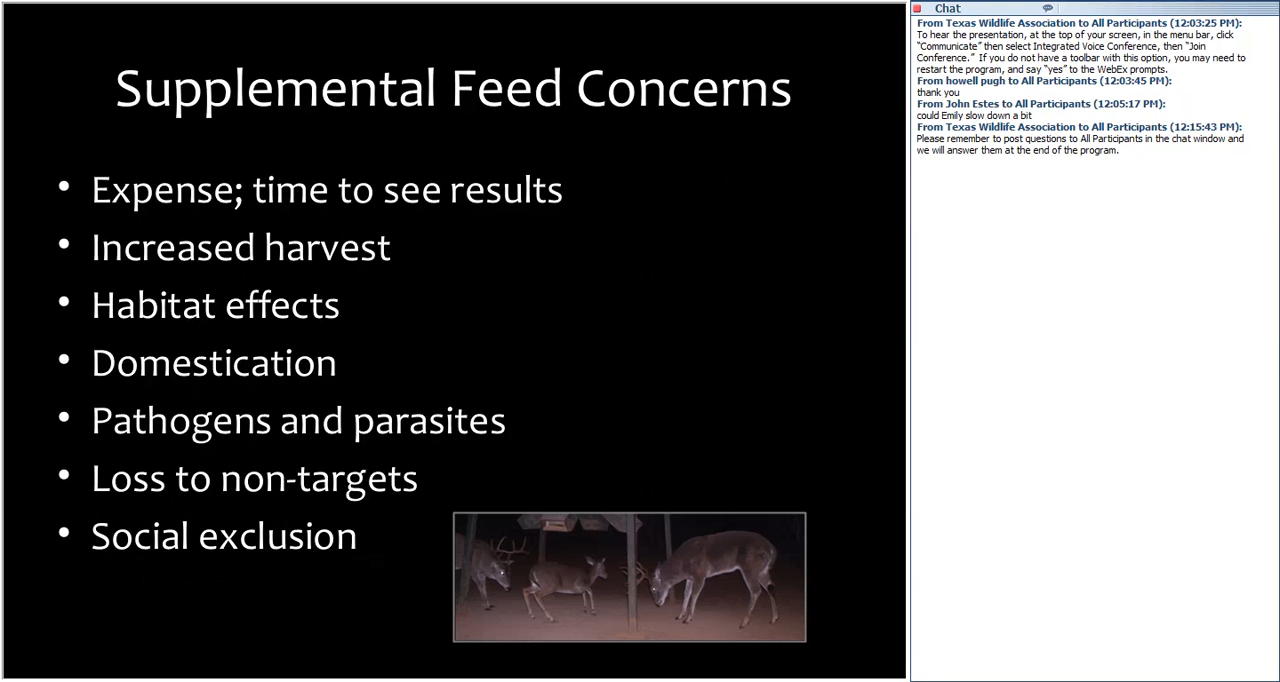 Supplemental Feed Concerns
• Expense; time to see results
• Increased harvest
• Habitat effects
• Domestication
• Pathogens and parasites
• Loss to non-targets
• Social exclusion
Chat
From Texas Wildlife Association to All Participants (12:03:25 PM):
To hear the presentation, at the top of your screen, in the menu bar, click
“Communicate” then select Integrated Voice Conference, then “Join
Conference.”  If you do not have a toolbar with this option, you may need to
restart the program, and say “yes” to the WebEx prompts.
From howell pugh to All Participants (12:03:45 PM):
thank you
From John Estes to All Participants (12:05:17 PM):
could Emily slow down a bit
From Texas Wildlife Association to All Participants (12:15:43 PM):
Please remember to post questions to All Participants in the chat window and
we will answer them at the end of the program.